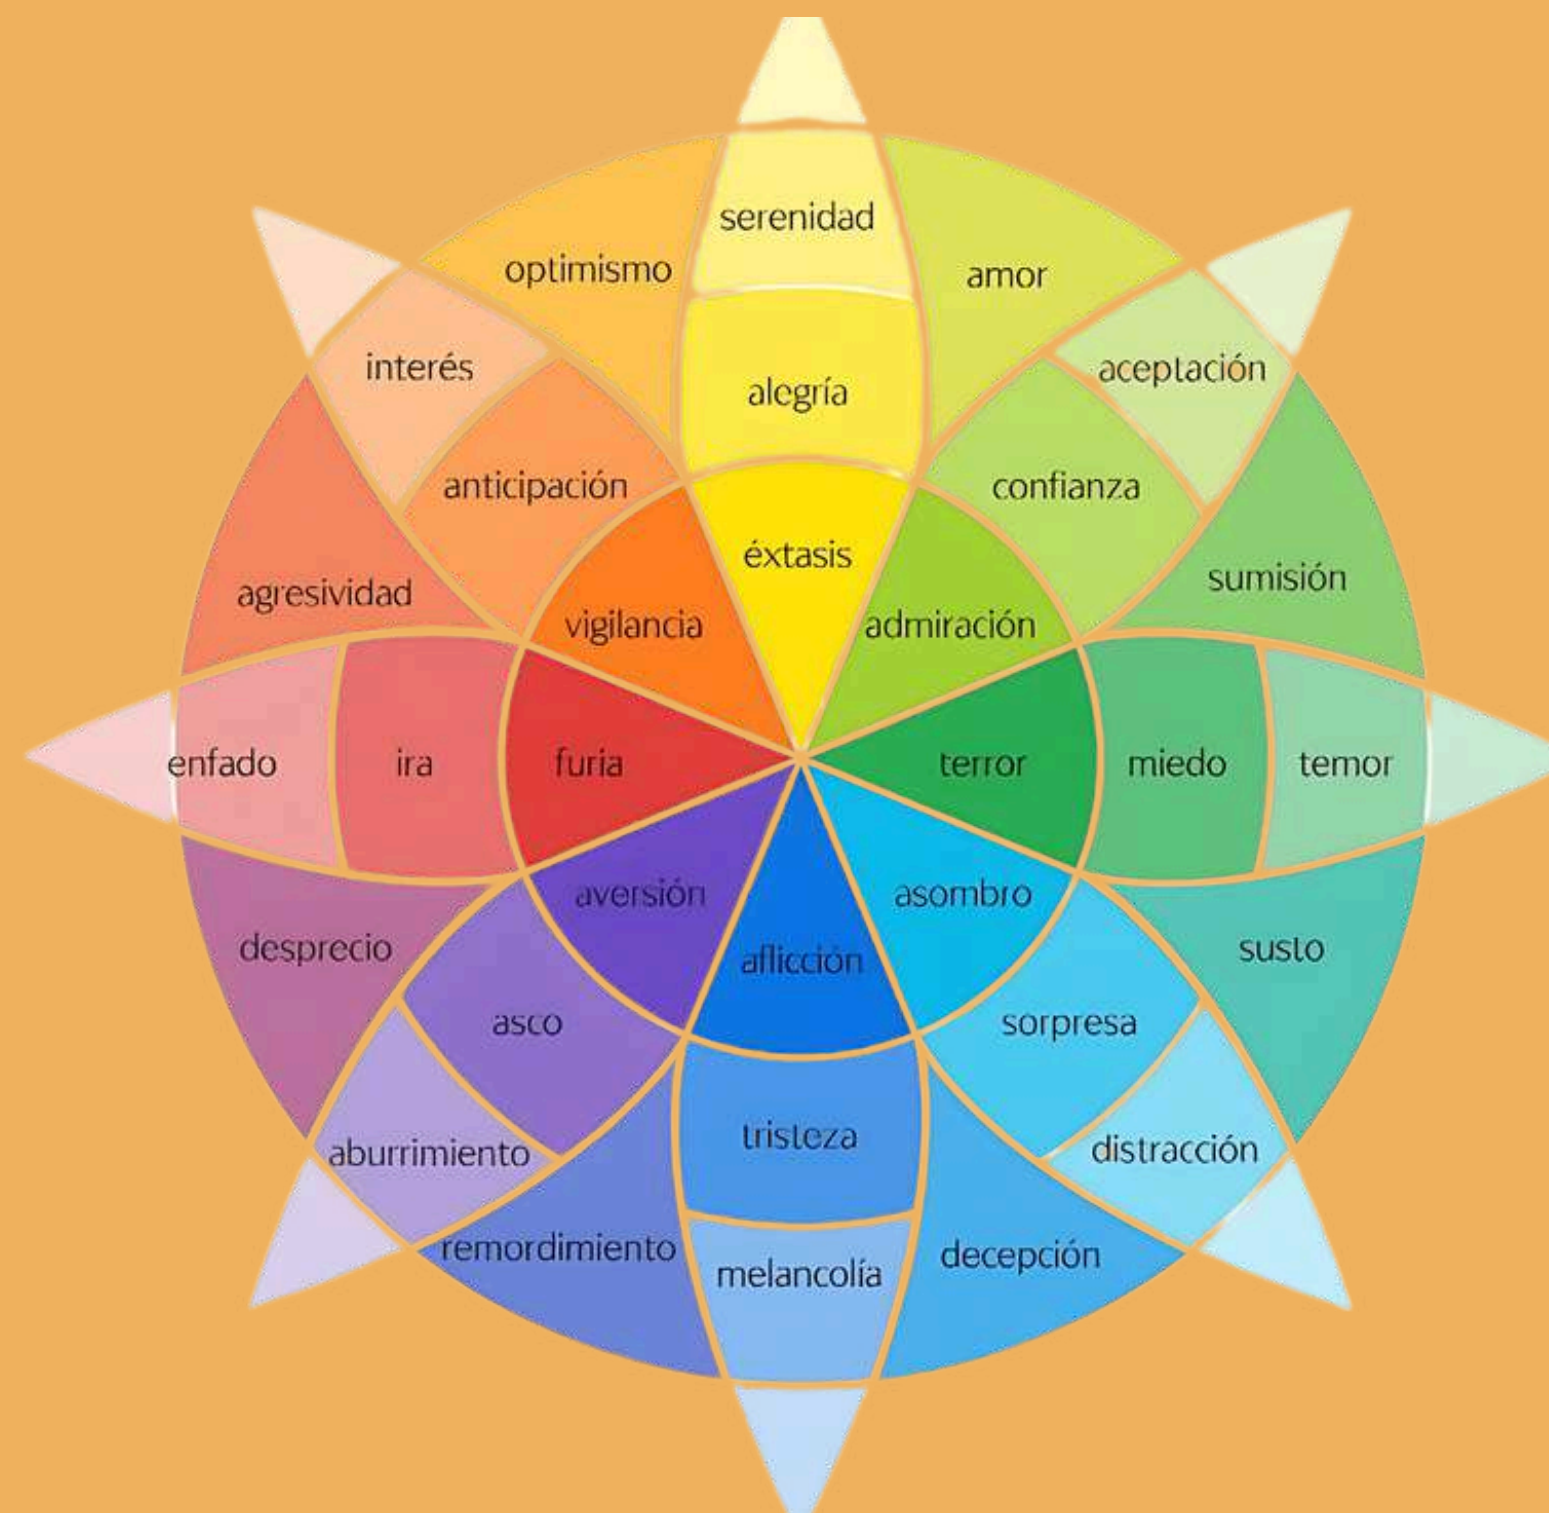 serenidad
optimismo
amor
interés
aceptación
alegría
anticipación
confianza
éxtasis
agresividad
sumisión
vigilancia
admiración
enfado
ira
furia
terror
miedo
temor
aversión
asombro
desprecio
aflicción
susto
asco
sorpresa
tristeza
aburrimiento
distracción
remordimiento
melancolía
decepción